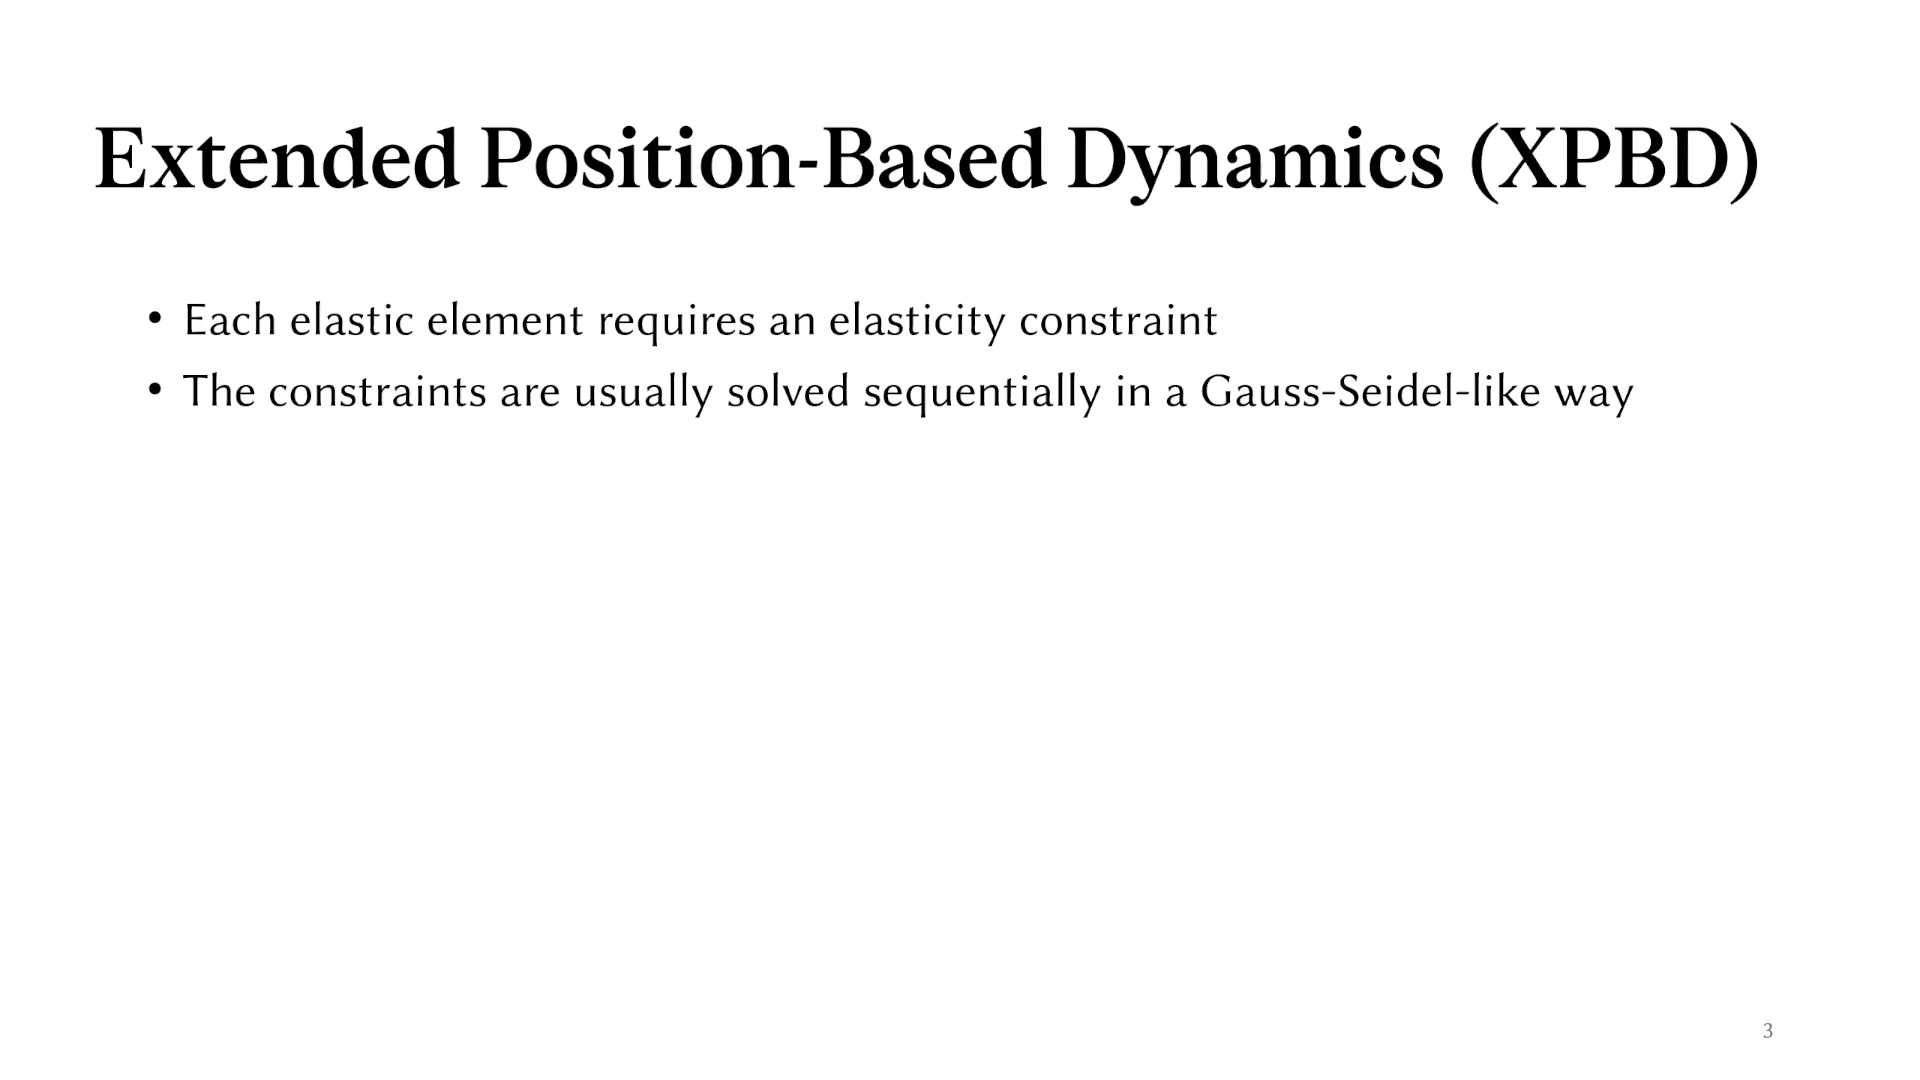 Extended Position-Based Dynamics (XPBD)
• Each elastic element requires an elasticity constraint
• The constraints are usually solved sequentially in a Gauss-Seidel-like way
3